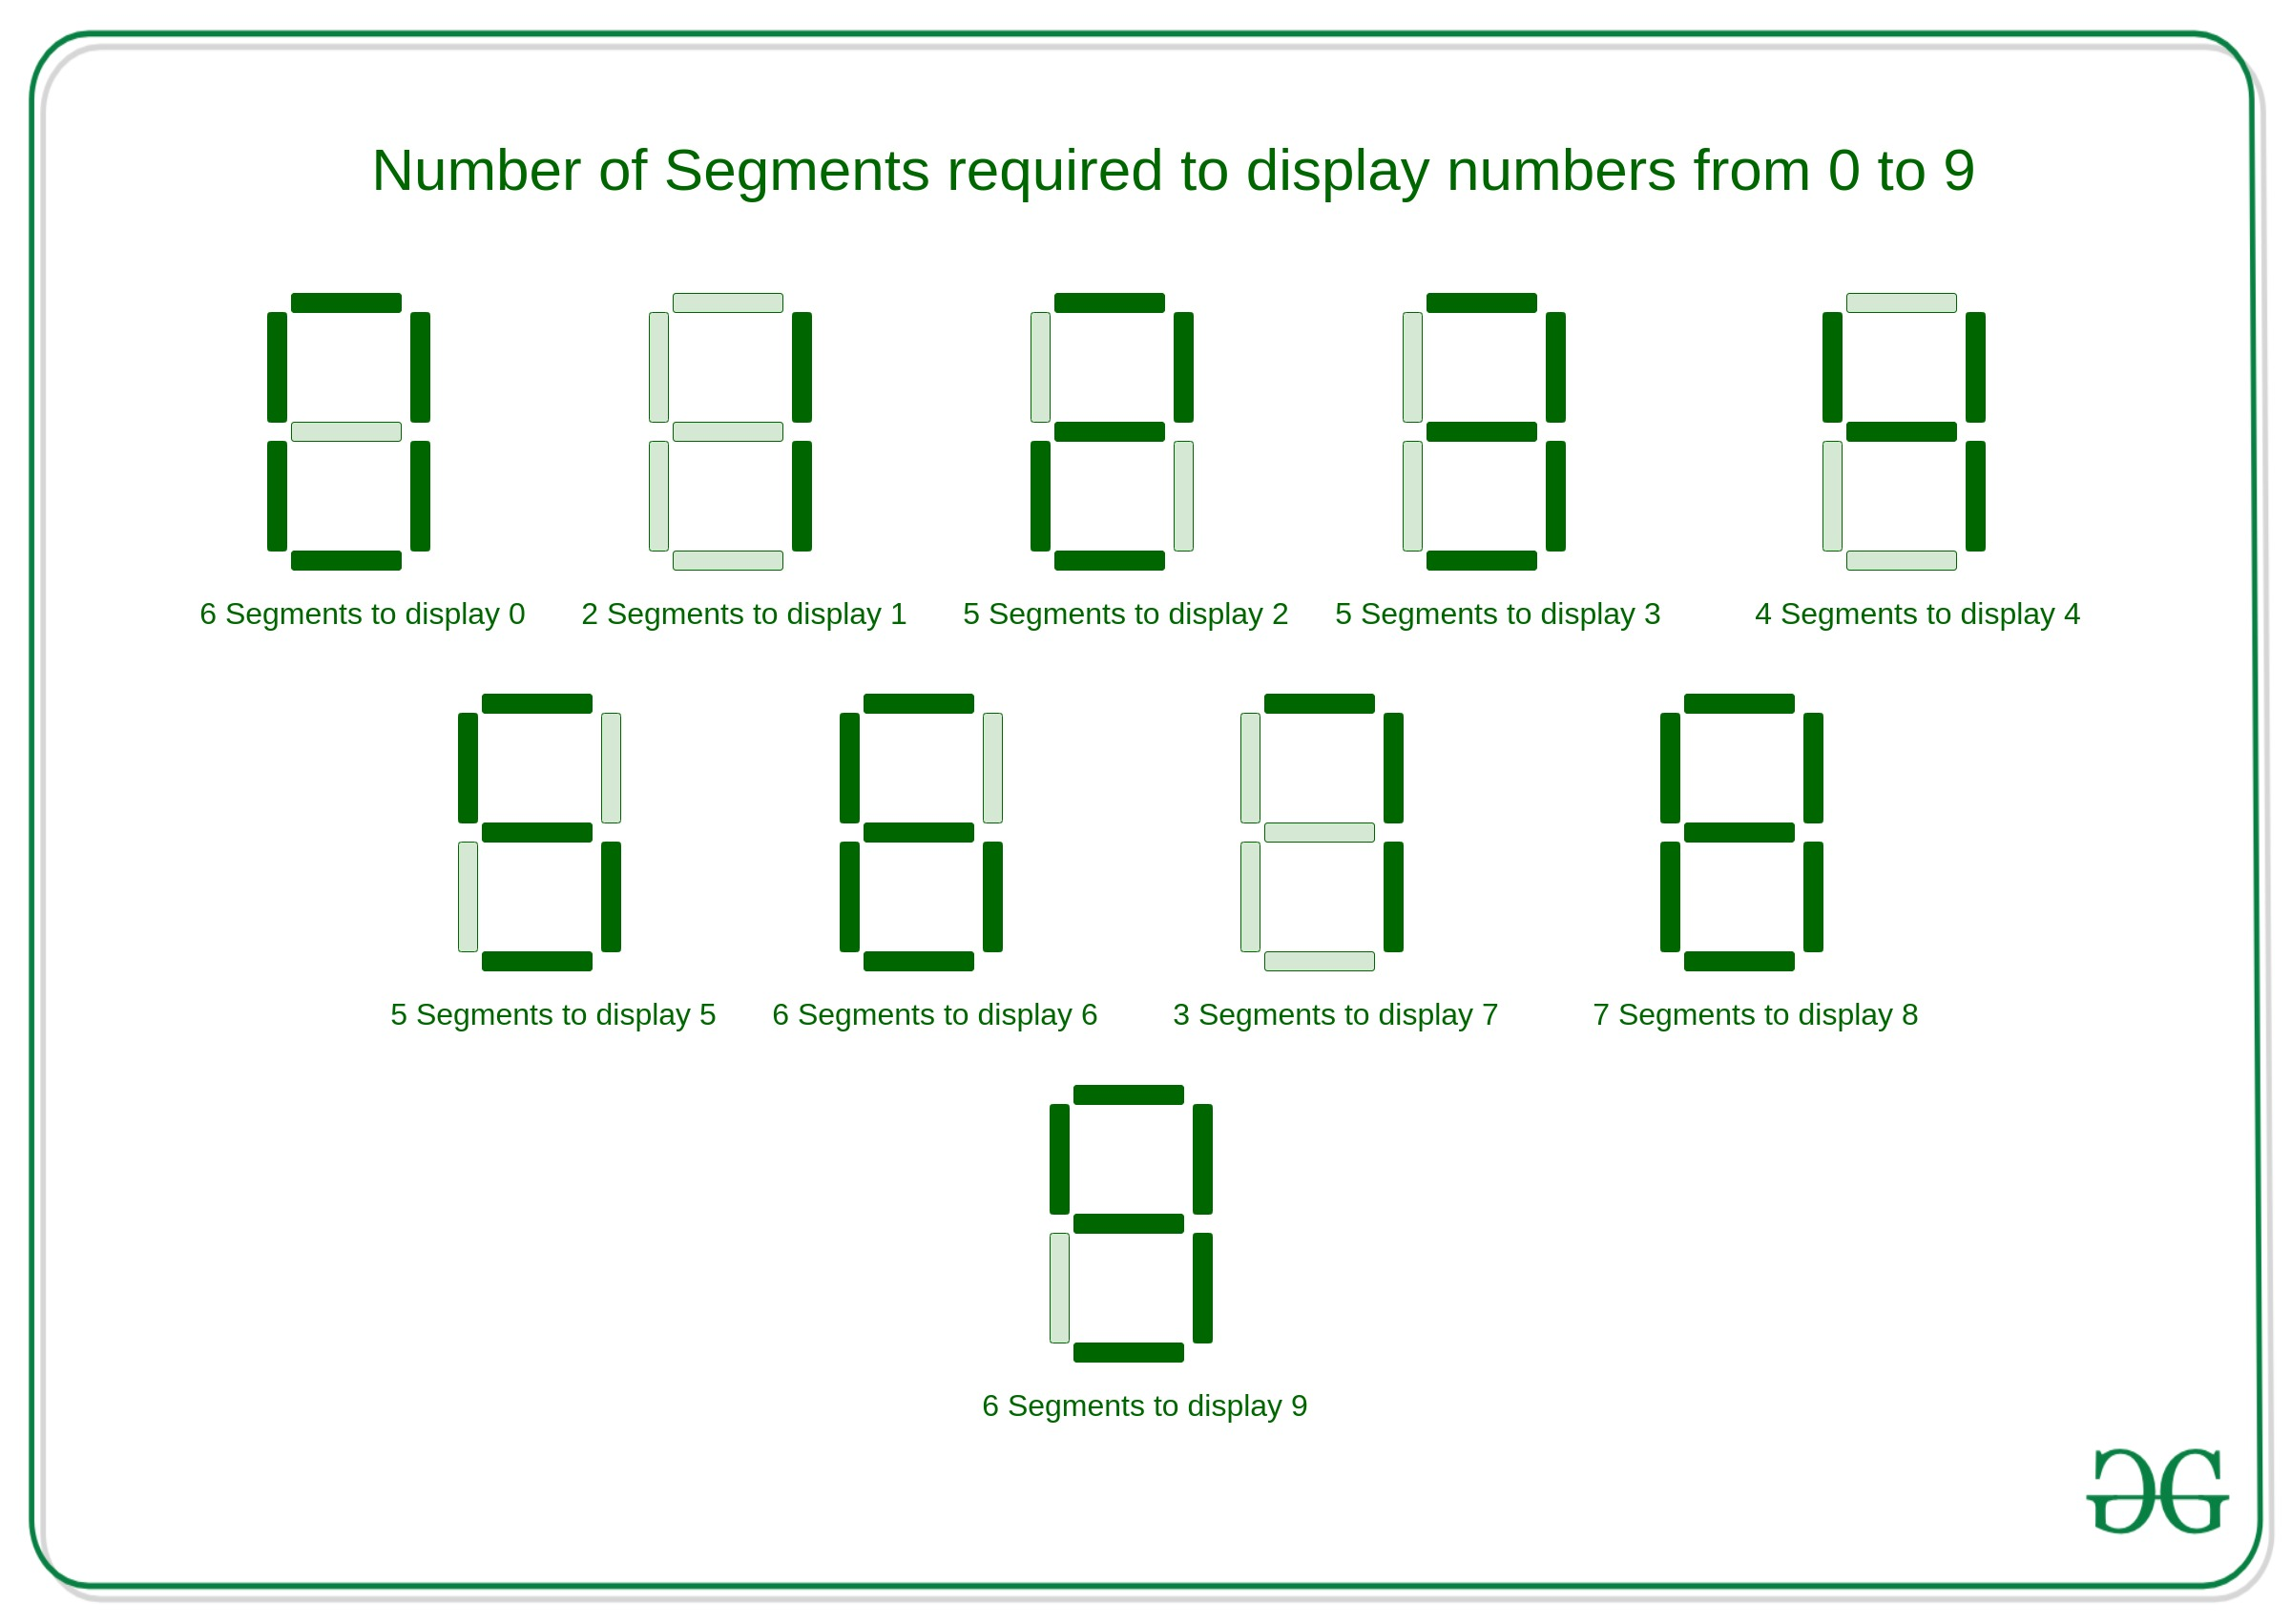 Number of Segments required to display numbers from 0 to 9
6 Segments to display 0
2 Segments to display 1
5 Segments to display 2
5 Segments to display 3
4 Segments to display 4
5 Segments to display 5
6 Segments to display 6
3 Segments to display 7
7 Segments to display 8
6 Segments to display 9